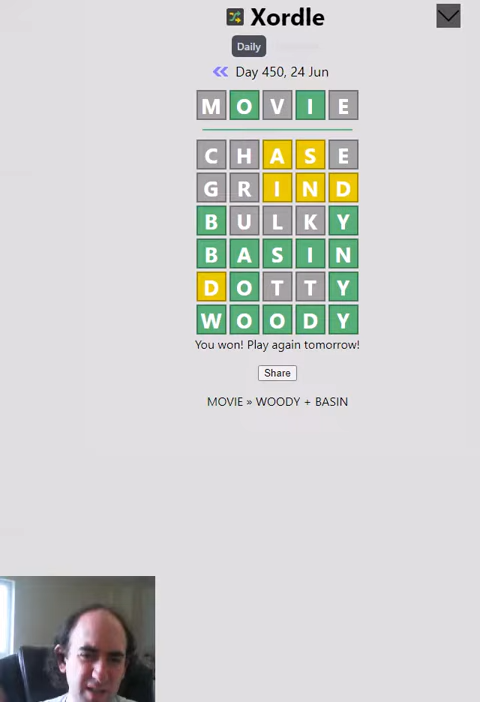 Xordle
Daily
Day 450, 24 Jun
MOVIE
CHASE
GRIND
BULKY
BASIN
DOTTY
WOODY
You won! Play again tomorrow!
Share
MOVIE » WOODY + BASIN